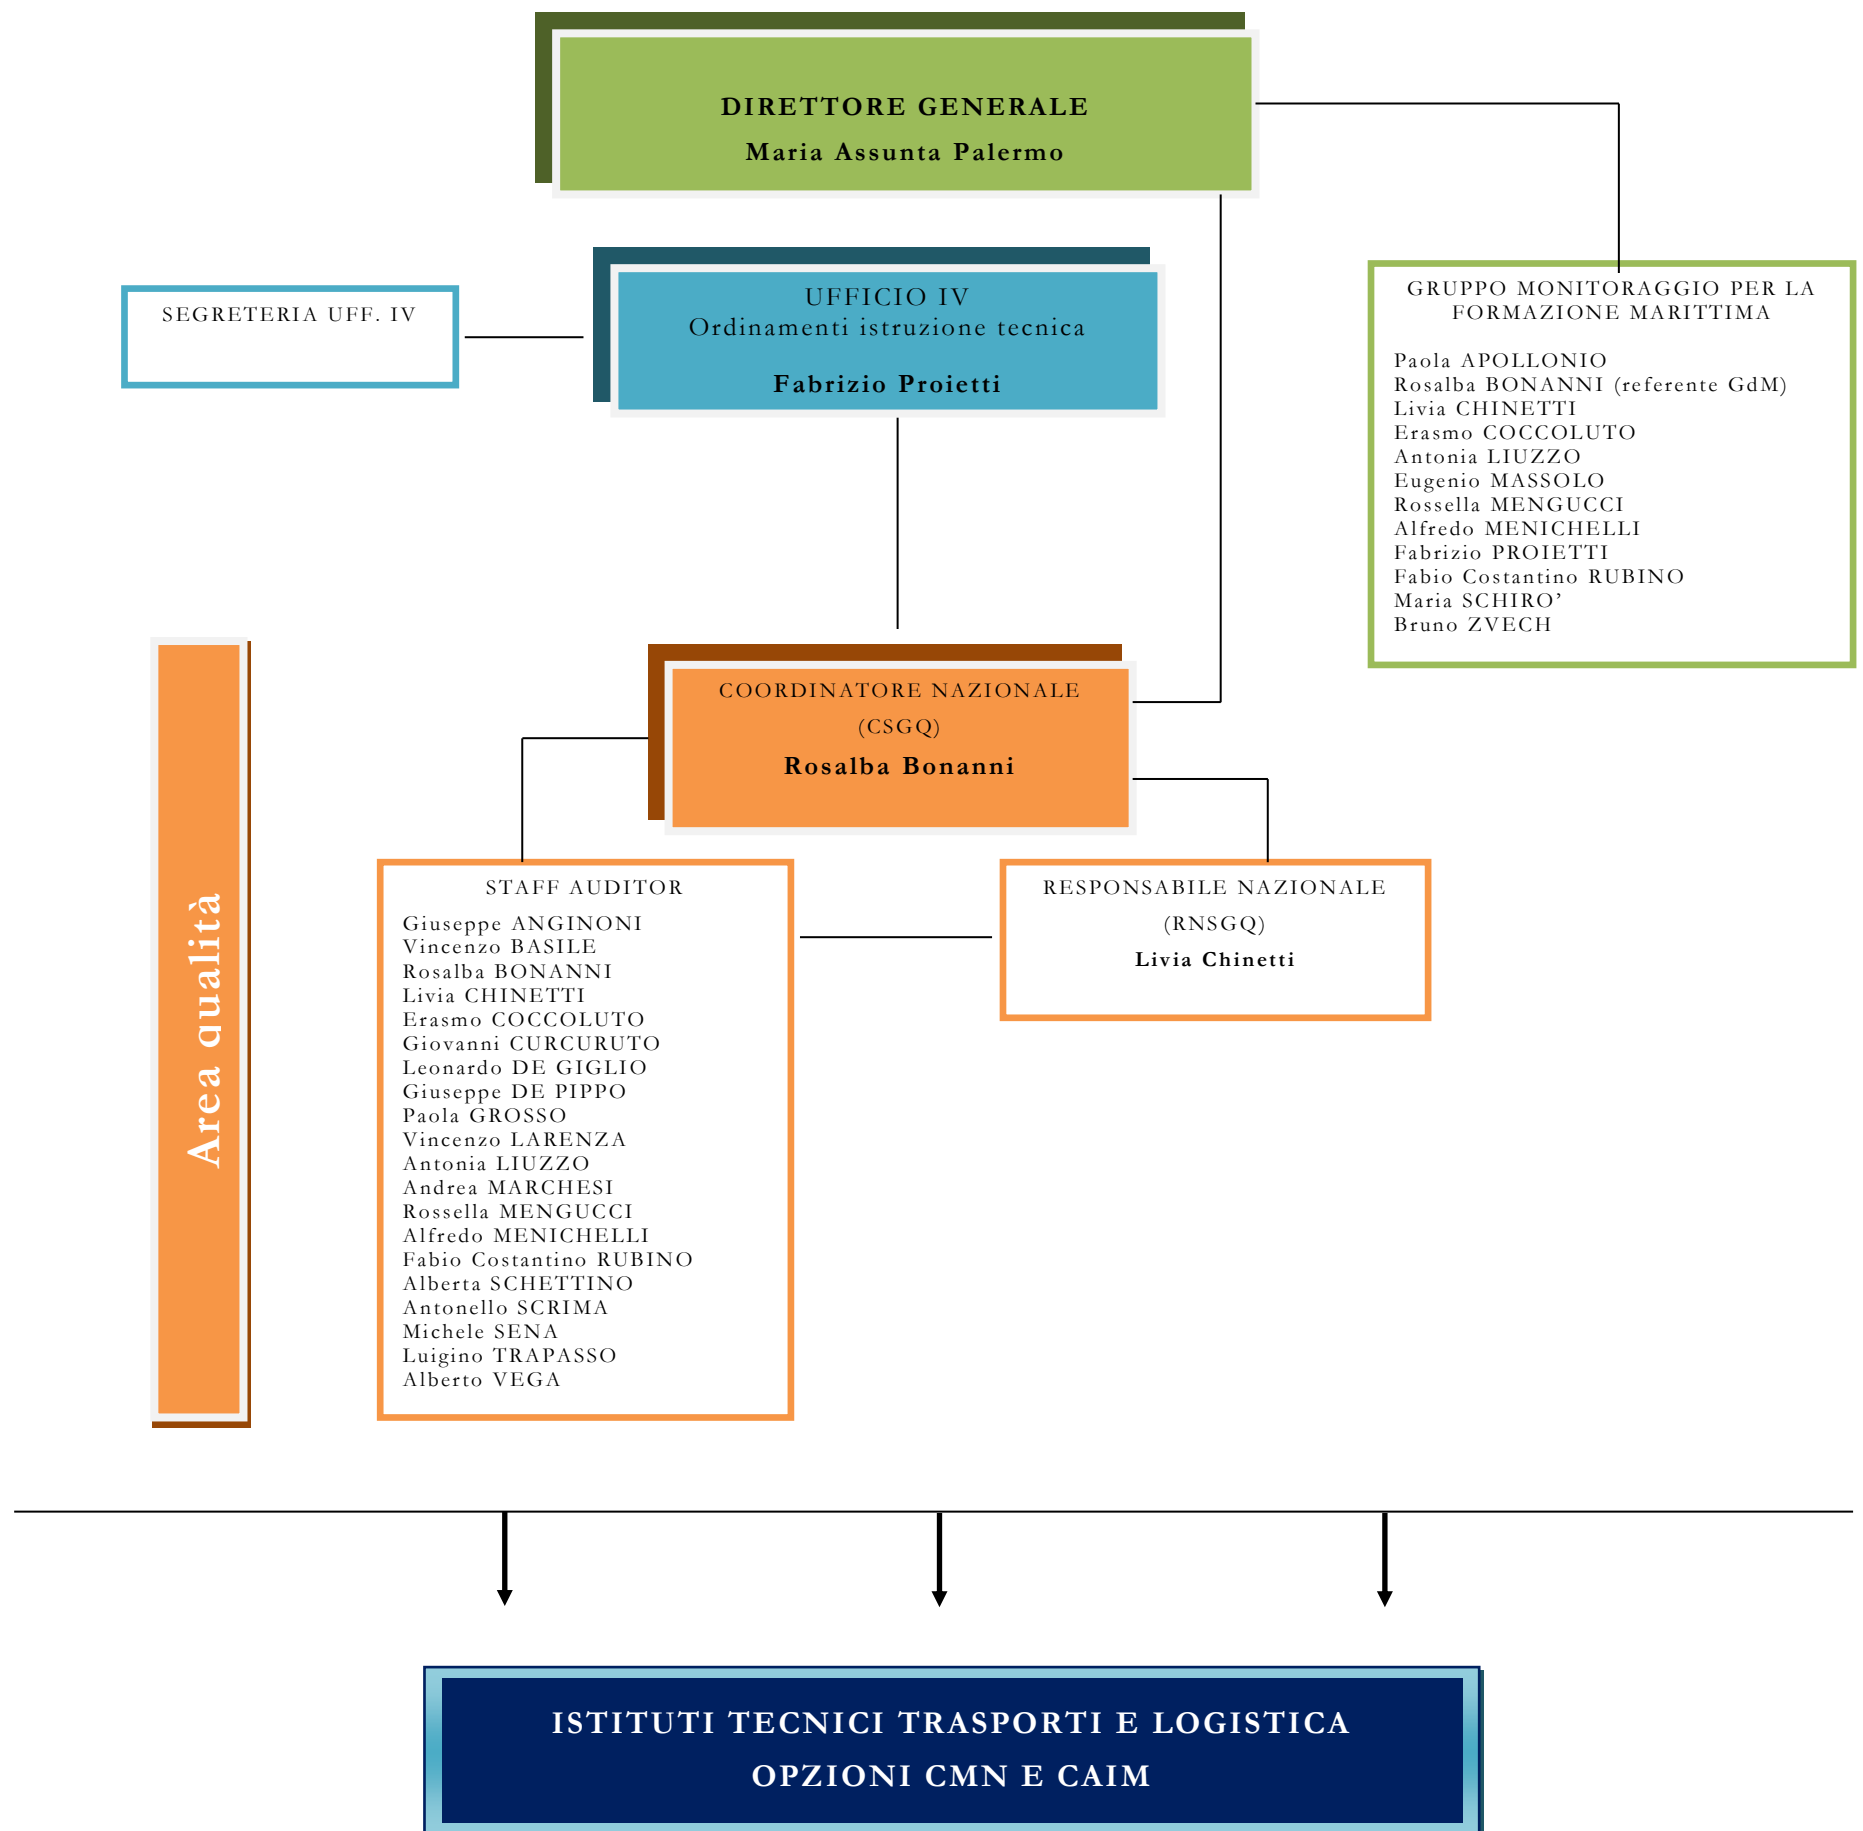 DIRETTORE GENERALE
Maria Assunta Palermo
SEGRETERIA UFF. IV
UFFICIO IV
Ordinamenti istruzione tecnica
Fabrizio Proietti
GRUPPO MONITORAGGIO PER LA
FORMAZIONE MARITTIMA
Paola APOLLONIO
Rosalba BONANNI (referente GdM)
Livia CHINETTI
Erasmo COCCOLUTO
Antonia LIUZZO
Eugenio MASSOLO
Rossella MENGUCCI
Alfredo MENICHELLI
Fabrizio PROIETTI
Fabio Costantino RUBINO
Maria SCHIRO’
Bruno ZVECH
Area qualità
COORDINATORE NAZIONALE
(CSGQ)
Rosalba Bonanni
STAFF AUDITOR
Giuseppe ANGINONI
Vincenzo BASILE
Rosalba BONANNI
Livia CHINETTI
Erasmo COCCOLUTO
Giovanni CURCURUTO
Leonardo DE GIGLIO
Giuseppe DE PIPPO
Paola GROSSO
Vincenzo LARENZA
Antonia LIUZZO
Andrea MARCHESI
Rossella MENGUCCI
Alfredo MENICHELLI
Fabio Costantino RUBINO
Alberta SCHETTINO
Antonello SCRIMA
Michele SENA
Luigino TRAPASSO
Alberto VEGA
RESPONSABILE NAZIONALE
(RNSGQ)
Livia Chinetti
ISTITUTI TECNICI TRASPORTI E LOGISTICA
OPZIONI CMN E CAIM